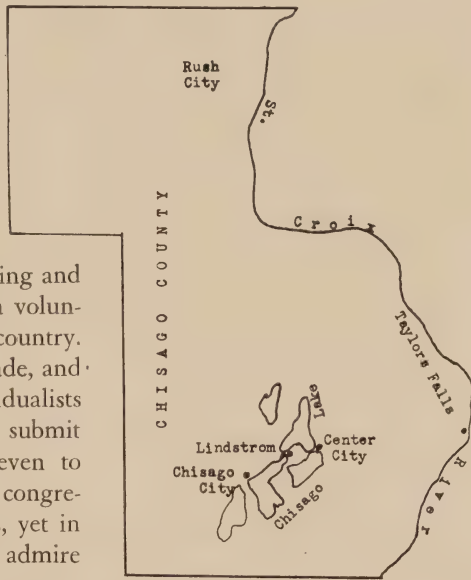 Rush
City
St.
Croix
River
CHISAGO COUNTY
Taylors Falls
Lake
Chisago
Lindstrom
Center
City
Chisago
City
ing and
volun-
country.
de, and
dualists
submit
even to
congre-
, yet in
admire